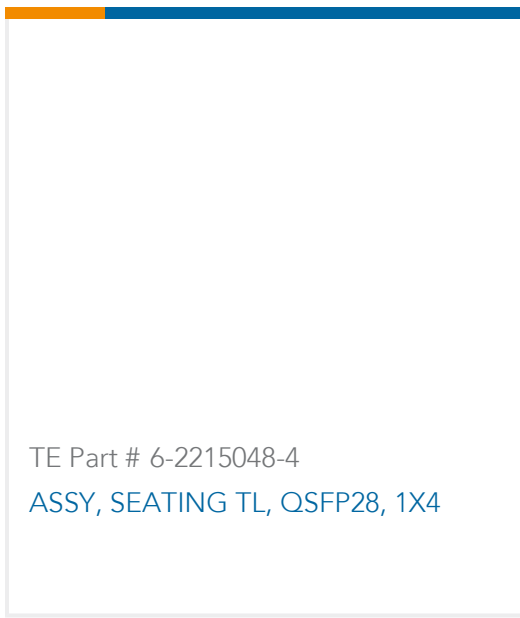 TE Part # 6-2215048-4
ASSY, SEATING TL, QSFP28, 1X4